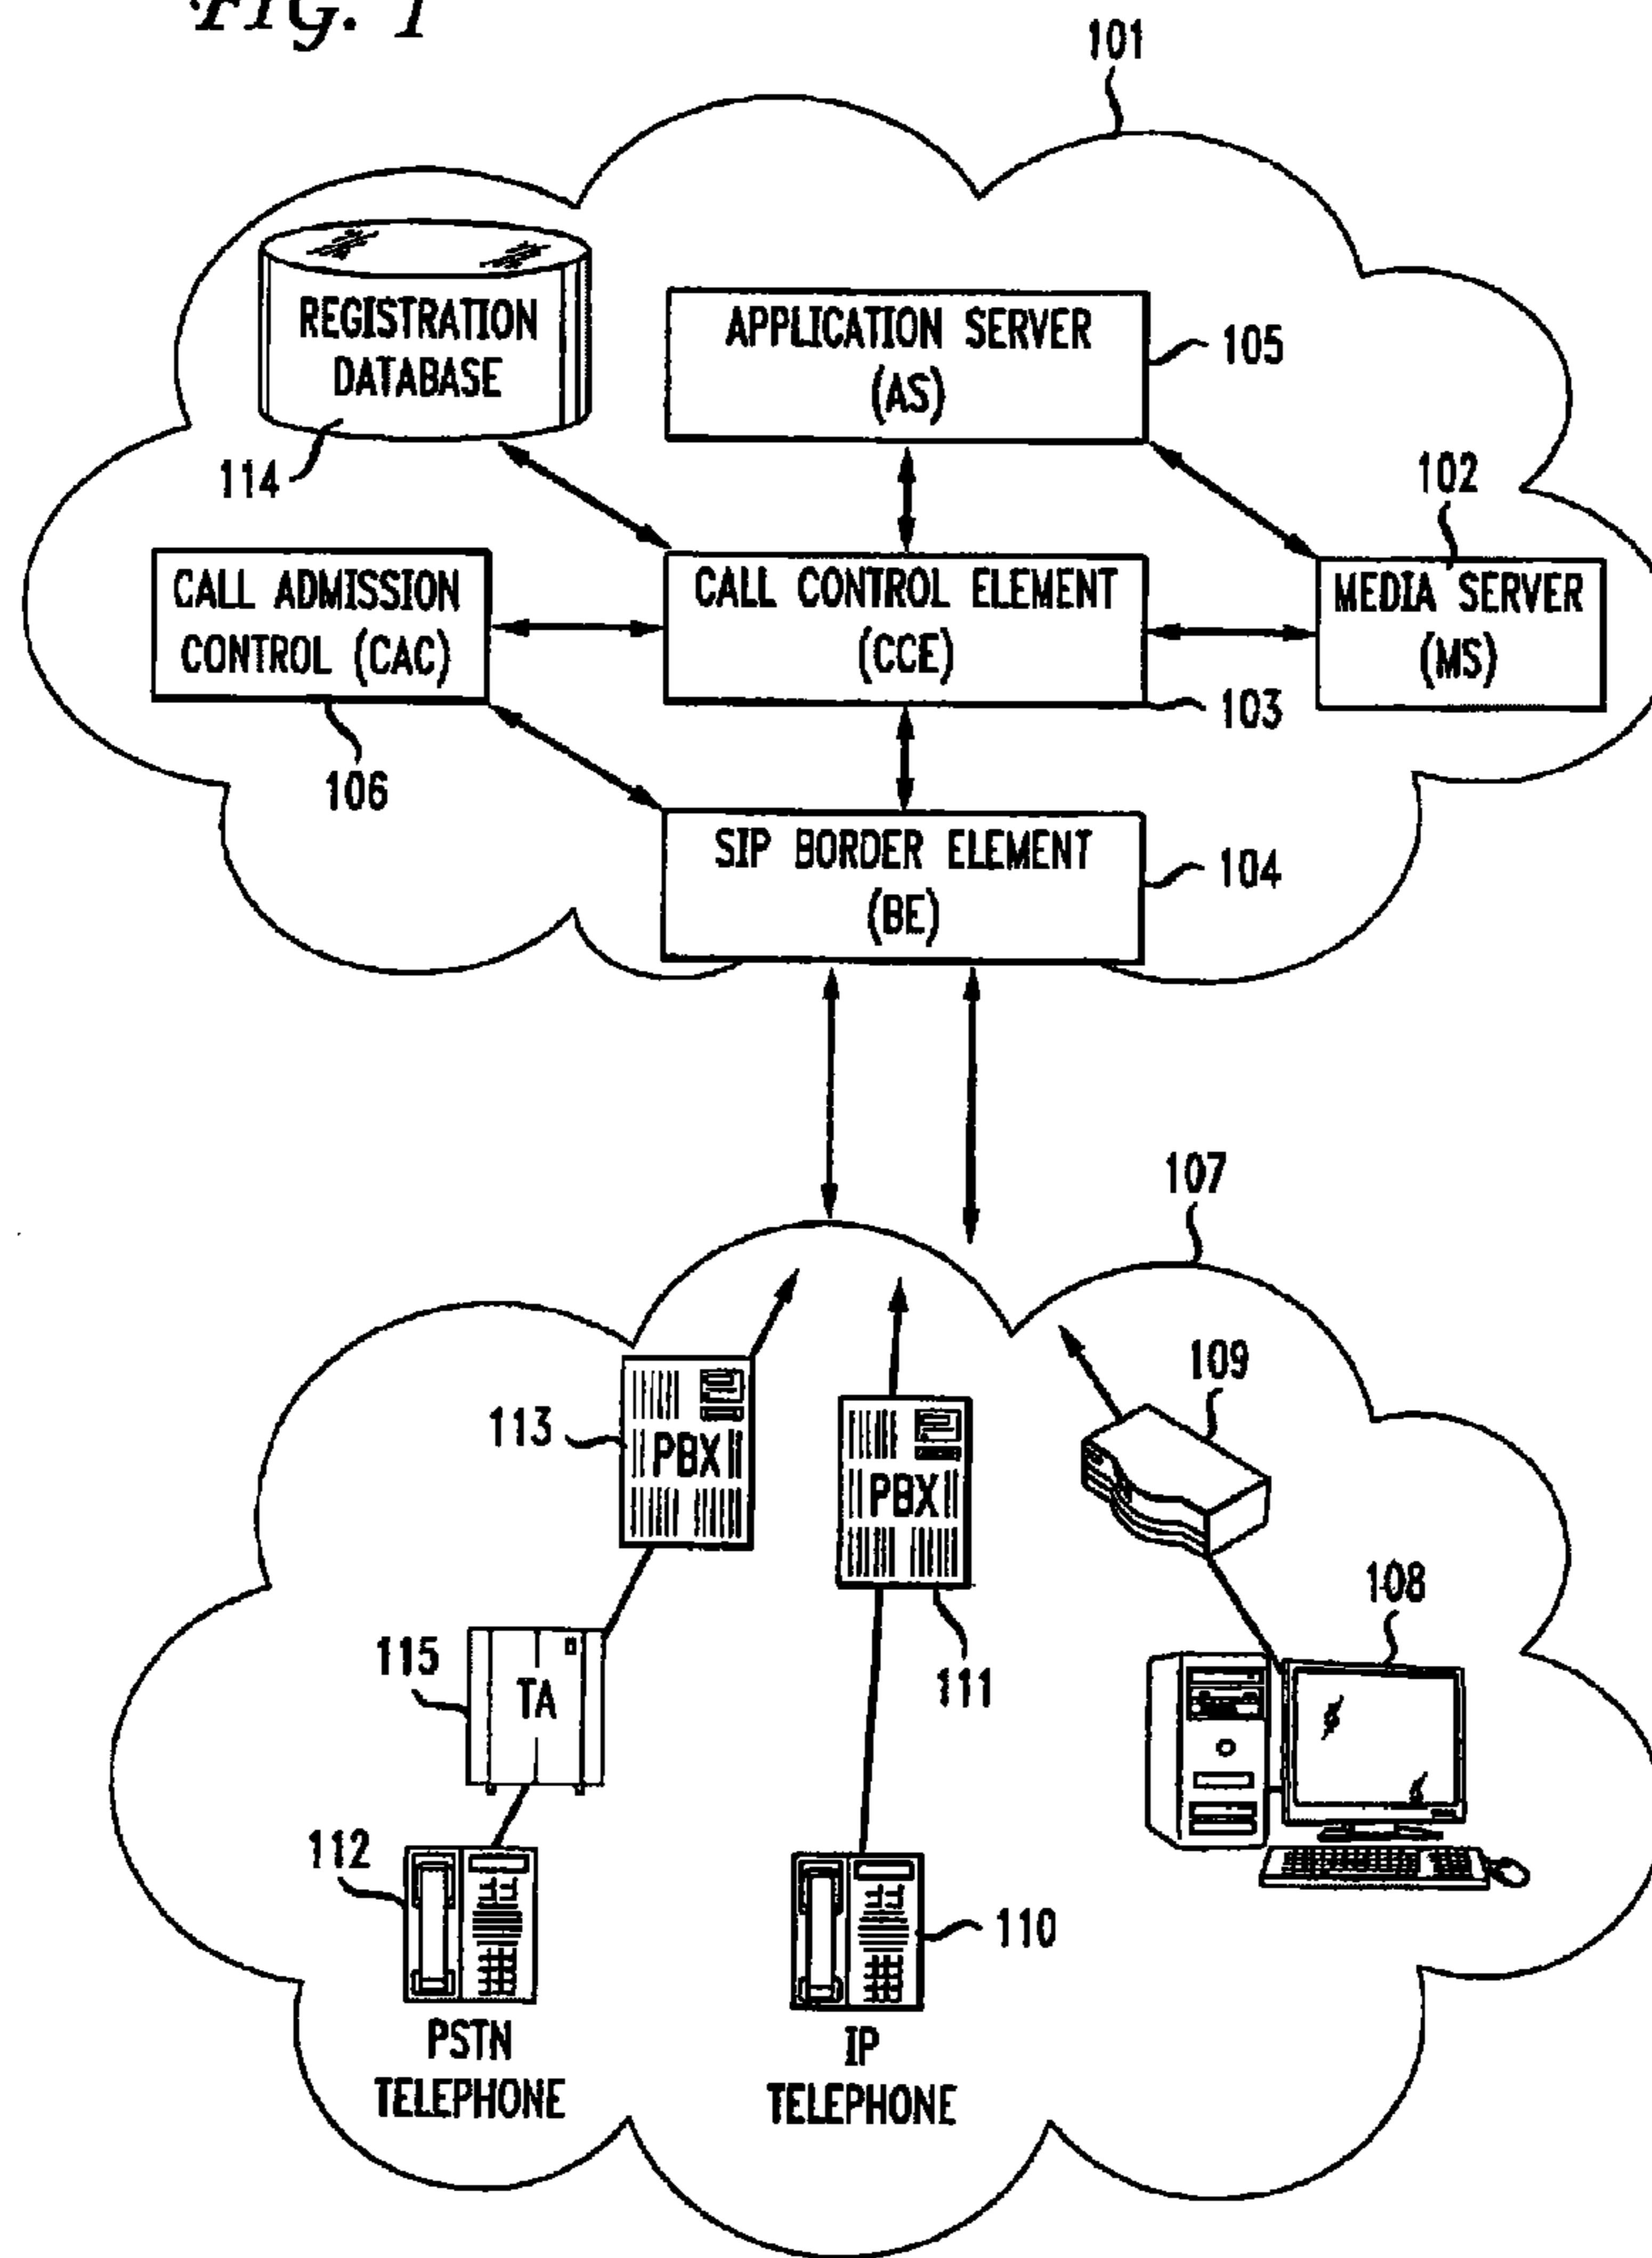 FIG. 1
101
REGISTRATION
DATABASE
114
APPLICATION SERVER
(AS)
105
102
CALL ADMISSION
CONTROL (CAC)
106
CALL CONTROL ELEMENT
(CCE)
103
MEDIA SERVER
(MS)
SIP BORDER ELEMENT
(BE)
104
107
113
PBX
PBX
111
109
108
115
TA
112
110
PSTN
TELEPHONE
IP
TELEPHONE